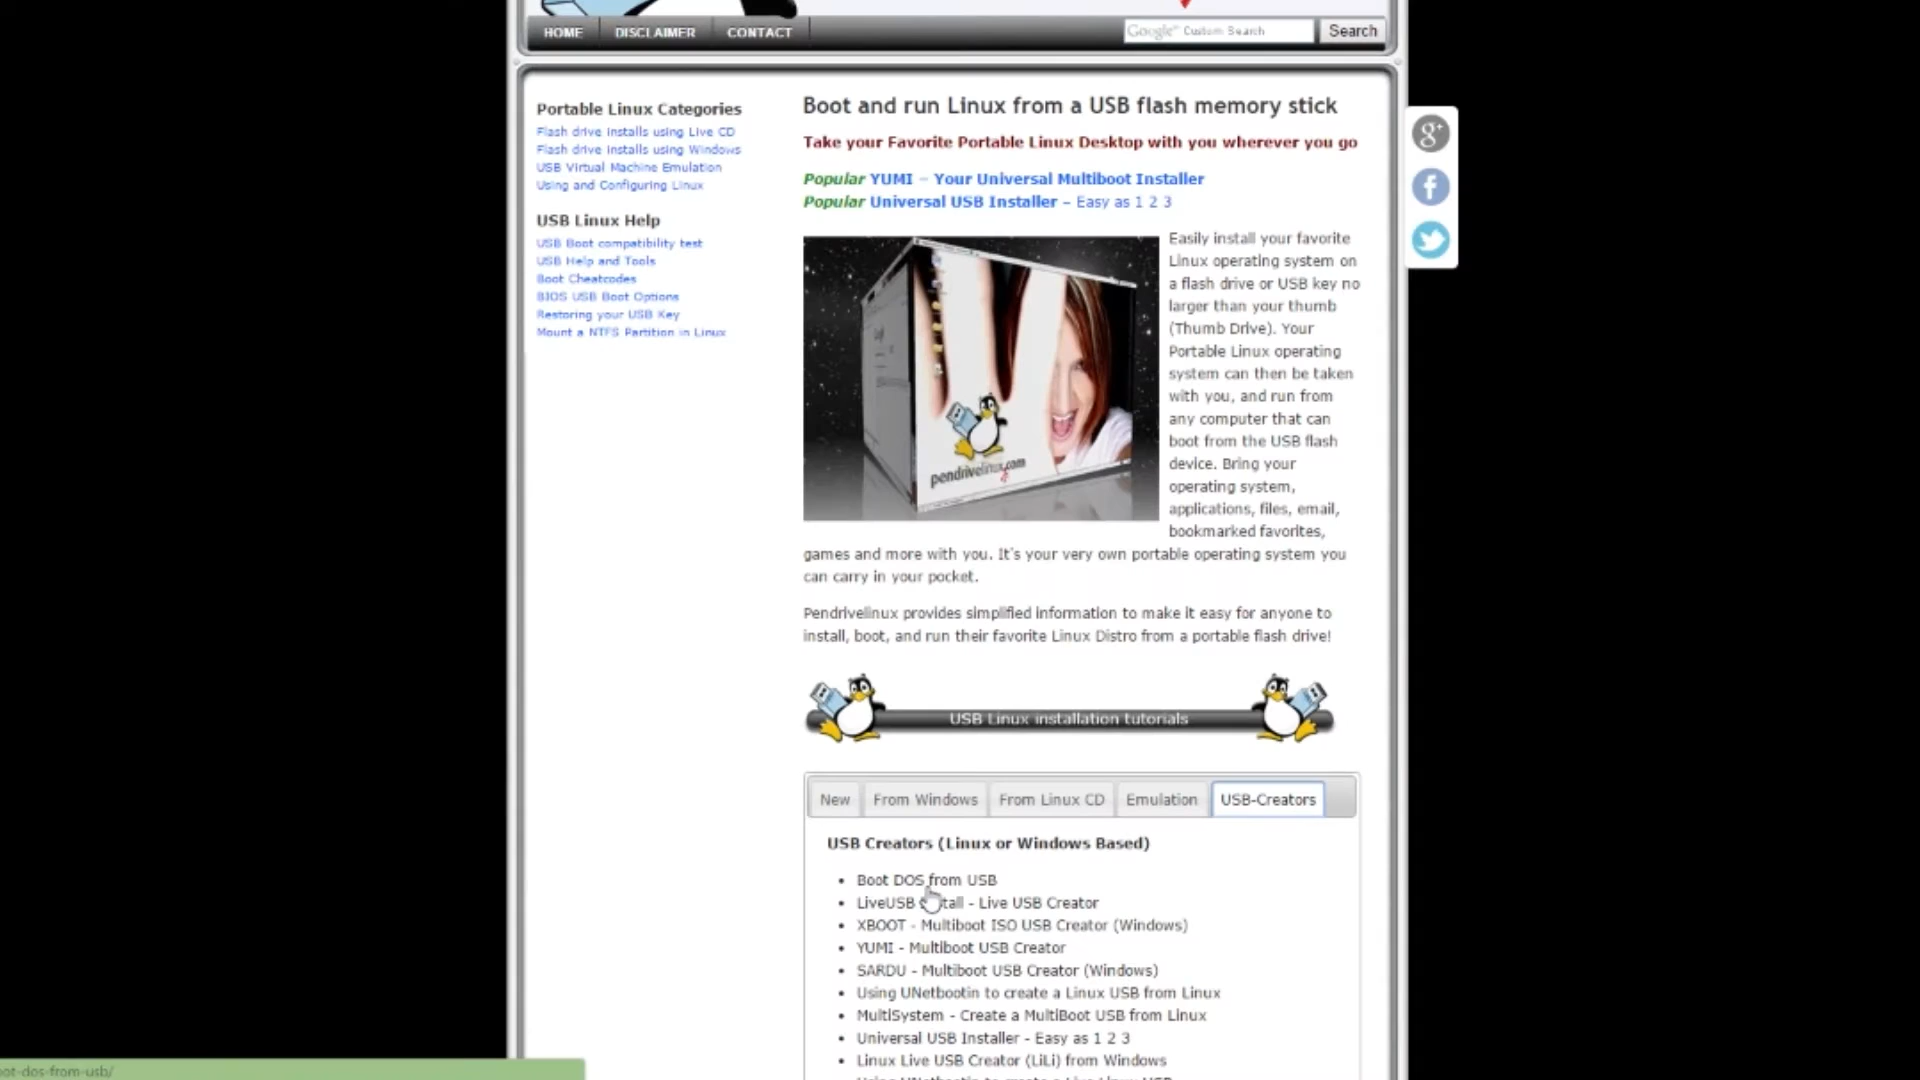 HOME DISCLAIMER CONTACT Google™ Custom Search Search
Portable Linux Categories
Flash drive installs using Live CD
Flash drive installs using Windows
USB Virtual Machine Emulation
Using and Configuring Linux
USB Linux Help
USB Boot compatibility test
USB Help and Tools
Boot Cheatcodes
BIOS USB Boot Options
Restoring your USB Key
Mount a NTFS Partition in Linux
Boot and run Linux from a USB flash memory stick
Take your Favorite Portable Linux Desktop with you wherever you go
Popular YUMI – Your Universal Multiboot Installer
Popular Universal USB Installer – Easy as 1 2 3
pendrivelinux.com
Easily install your favorite
Linux operating system on
a flash drive or USB key no
larger than your thumb
(Thumb Drive). Your
Portable Linux operating
system can then be taken
with you, and run from
any computer that can
boot from the USB flash
device. Bring your
operating system,
applications, files, email,
bookmarked favorites,
games and more with you. It's your very own portable operating system you
can carry in your pocket.
Pendrivelinux provides simplified information to make it easy for anyone to
install, boot, and run their favorite Linux Distro from a portable flash drive!
USB Linux installation tutorials
New From Windows From Linux CD Emulation USB-Creators
USB Creators (Linux or Windows Based)
• Boot DOS from USB
• LiveUSB - Live USB Creator
• XBOOT - Multiboot ISO USB Creator (Windows)
• YUMI - Multiboot USB Creator
• SARDU - Multiboot USB Creator (Windows)
• Using UNetbootin to create a Linux USB from Linux
• MultiSystem - Create a MultiBoot USB from Linux
• Universal USB Installer - Easy as 1 2 3
• Linux Live USB Creator (LiLi) from Windows
Using UNetbootin to create a Live Linux USB
oot-dos-from-usb/
g+
f